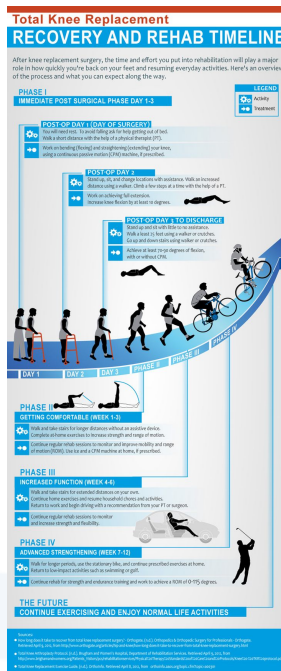 Total Knee Replacement
RECOVERY AND REHAB TIMELINE
After knee replacement surgery, the time and effort you put into rehabilitation will play a major
role in how quickly you're back on your feet and resuming everyday activities. Here's an overview
of the process and what you can expect along the way.
PHASE I
IMMEDIATE POST SURGICAL PHASE DAY 1-3
LEGEND
Activity
Treatment
POST-OP DAY 1 (DAY OF SURGERY)
You will need rest. To avoid falling ask for help getting out of bed.
Walk a short distance with the help of a physical therapist (PT).
Work on bending (flexing) and straightening (extending) your knee,
using a continuous passive motion (CPM) machine, if prescribed.
POST-OP DAY 2
Stand up, sit, and change locations with assistance. Walk an increased
distance using a walker. Climb a few steps at a time with the help of a PT.
Work on achieving full extension.
Increase knee flexion by at least 10 degrees.
POST-OP DAY 3 TO DISCHARGE
Stand up and sit with little to no assistance.
Walk at least 25 feet using a walker or crutches.
Go up and down stairs using walker or crutches.
Achieve at least 70-90 degrees of flexion,
with or without CPM.
DAY 1
DAY 2
DAY 3
PHASE II
PHASE III
PHASE IV
PHASE II
GETTING COMFORTABLE (WEEK 1-3)
Walk and take stairs for longer distances without an assistive device.
Complete at-home exercises to increase strength and range of motion.
Continue regular rehab sessions to monitor and improve mobility and range
of motion (ROM). Use ice and a CPM machine at home, if prescribed.
PHASE III
INCREASED FUNCTION (WEEK 4-6)
Walk and take stairs for extended distances on your own.
Continue home exercises and resume household chores and activities.
Return to work and begin driving with a recommendation from your PT or surgeon.
Continue regular rehab sessions to monitor
and increase strength and flexibility.
PHASE IV
ADVANCED STRENGTHENING (WEEK 7-12)
Walk for longer periods, use the stationary bike, and continue prescribed exercises at home.
Return to low-impact activities such as swimming or golf.
Continue rehab for strength and endurance training and work to achieve a ROM of 0-115 degrees.
THE FUTURE
CONTINUE EXERCISING AND ENJOY NORMAL LIFE ACTIVITIES
Sources: